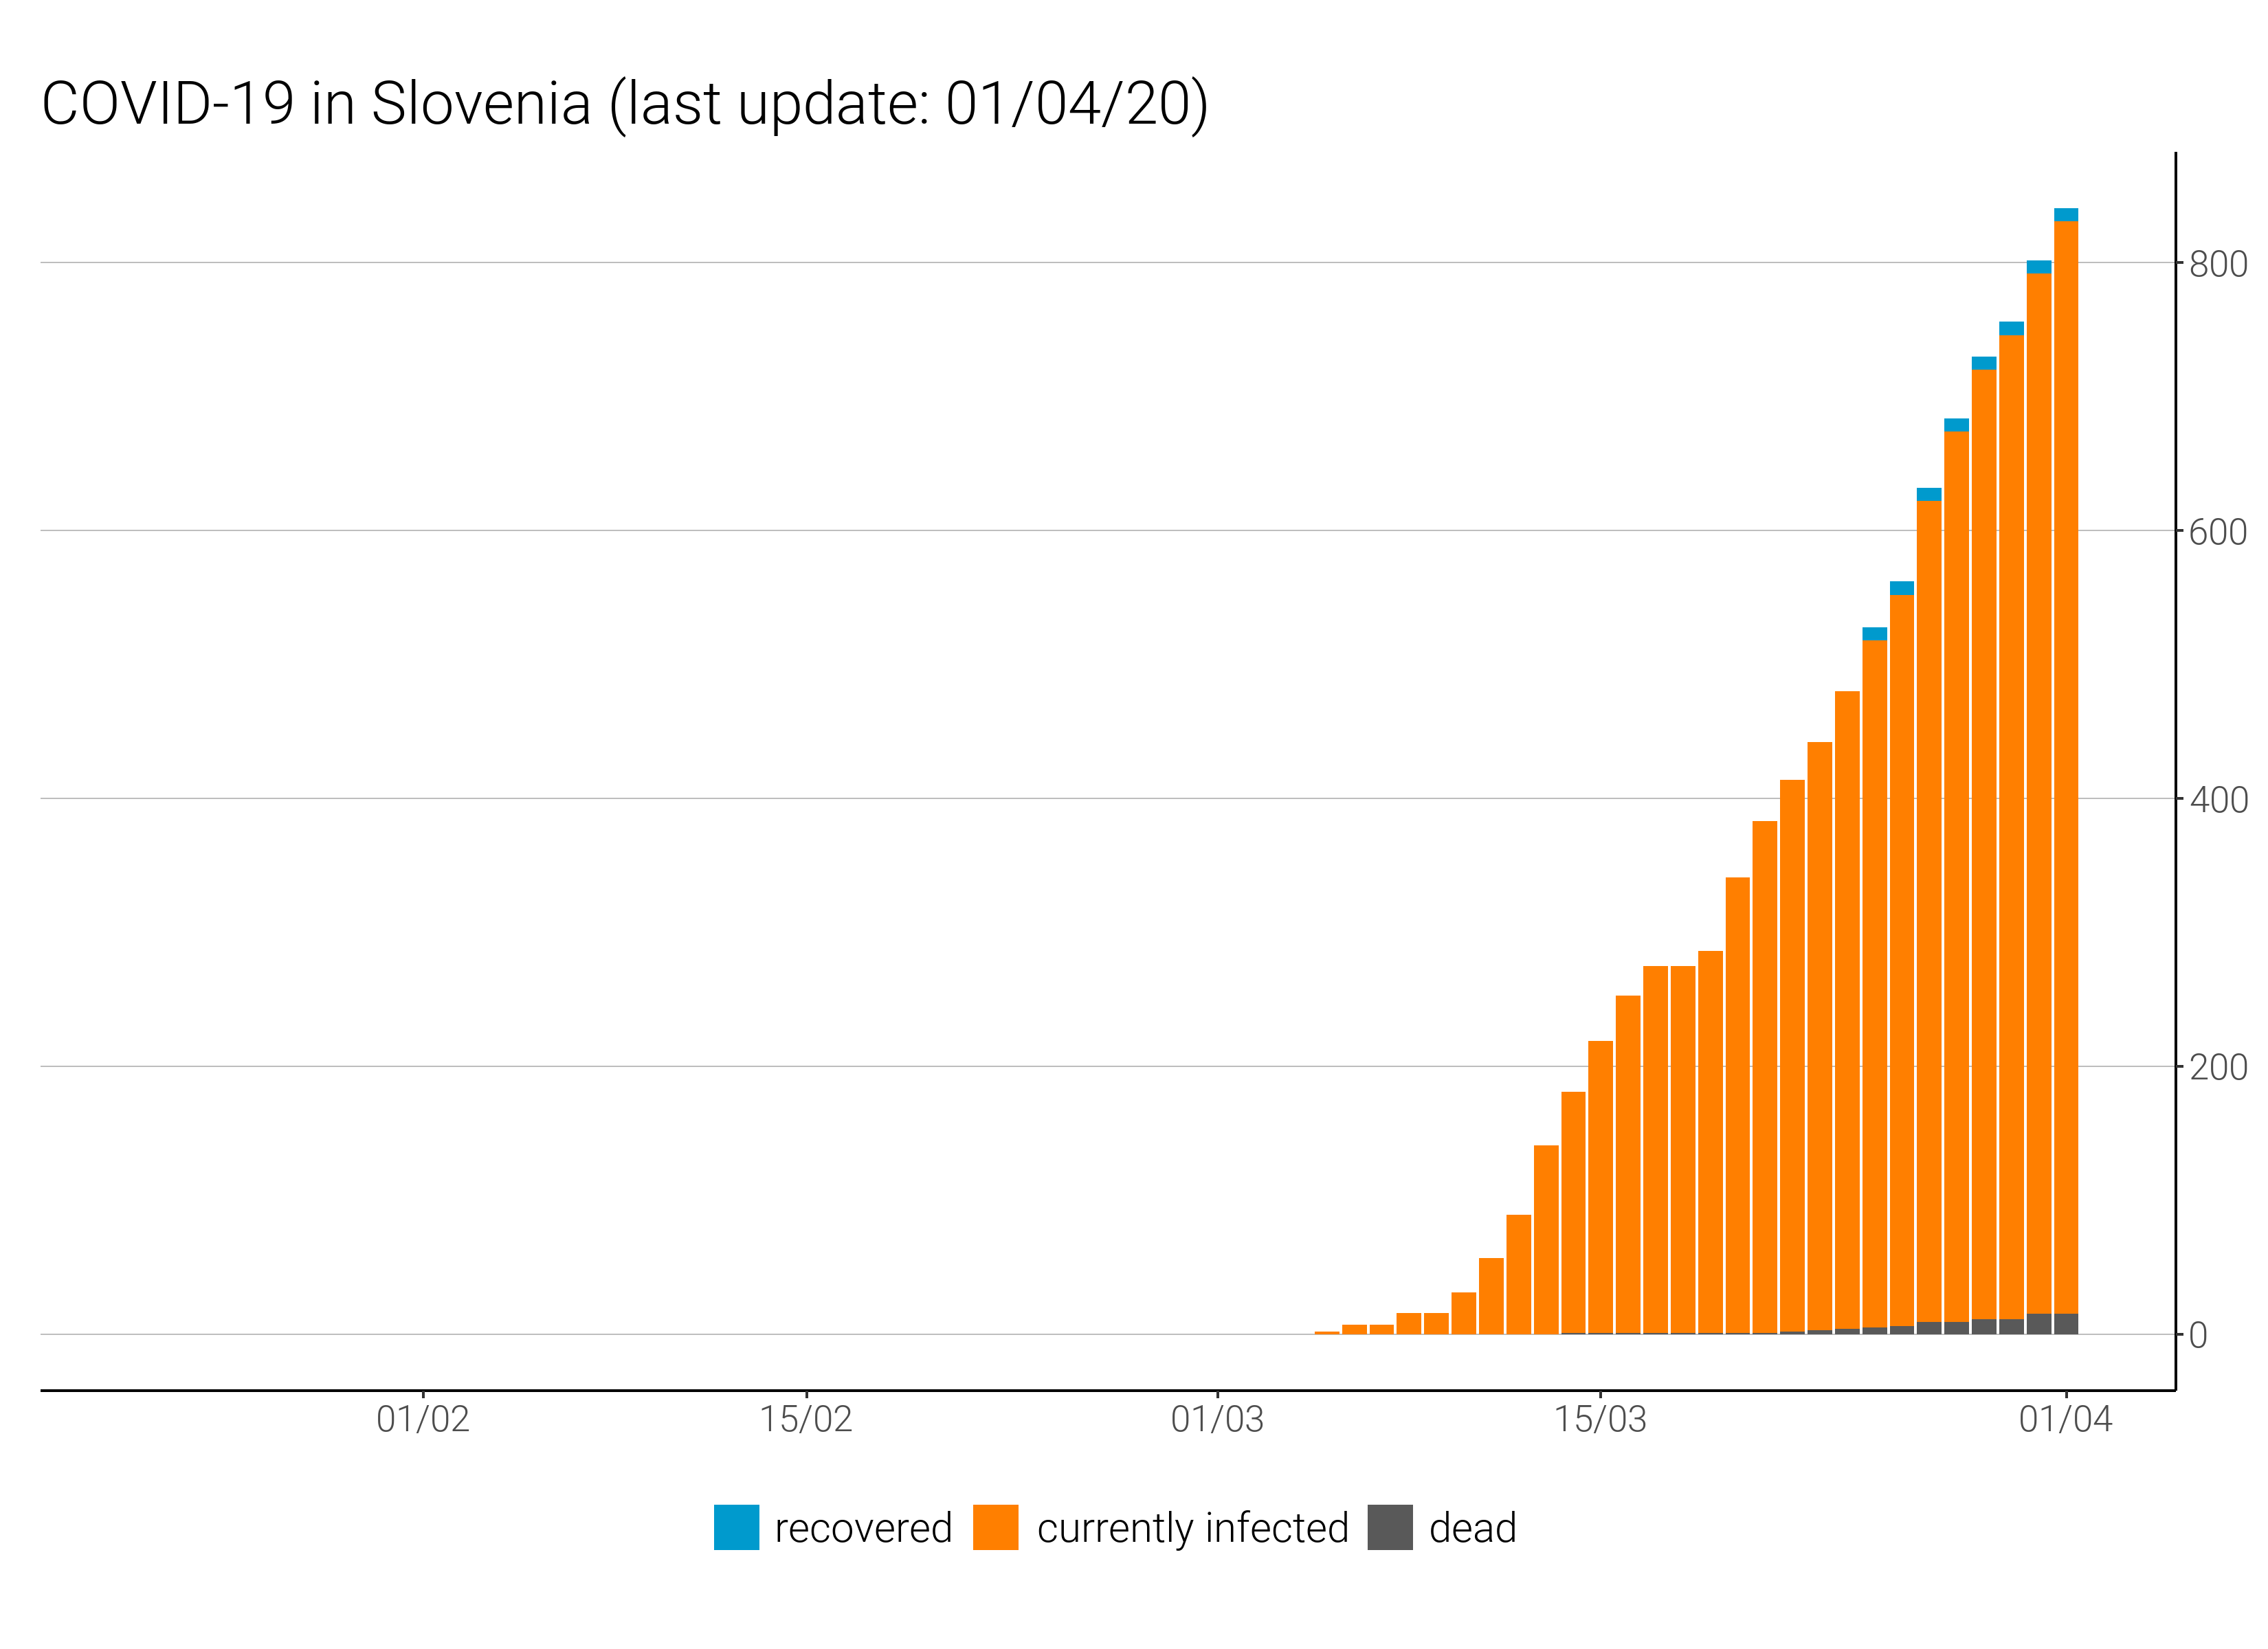 COVID-19 in Slovenia (last update: 01/04/20)
800
600
400
200
0
01/02 15/02 01/03 15/03 01/04
recovered currently infected dead